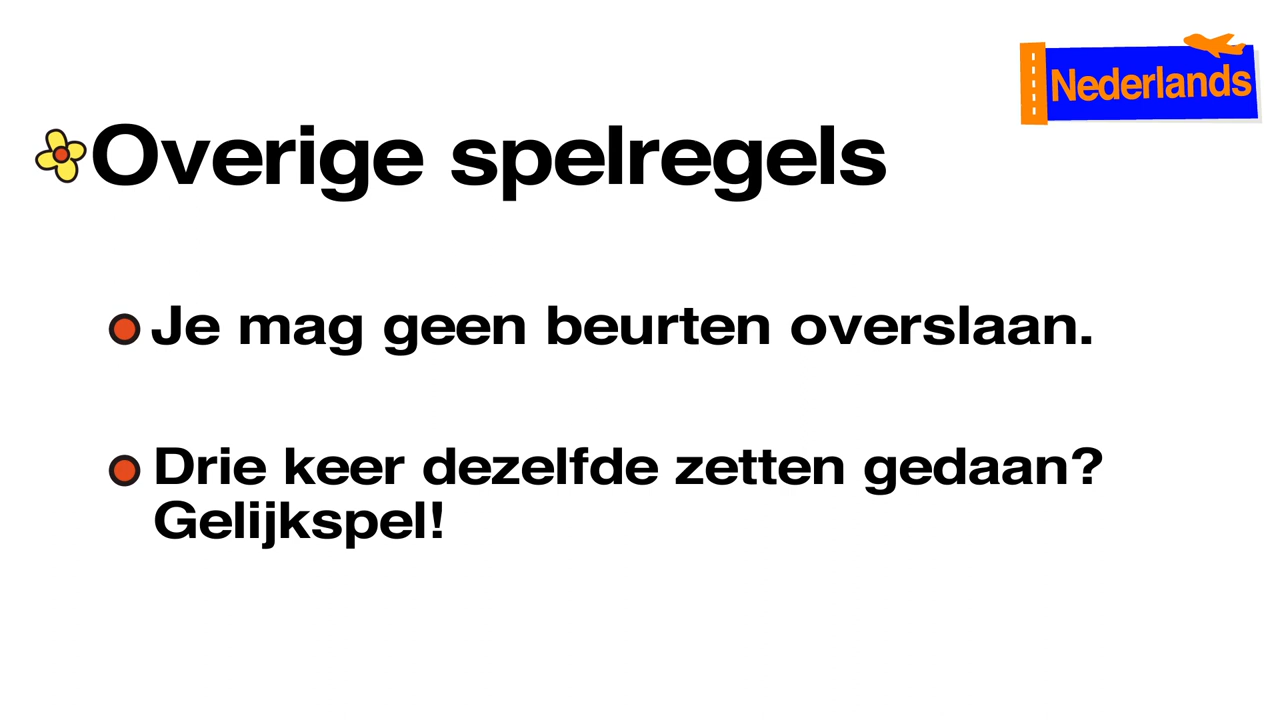 Nederlands
Overige spelregels
Je mag geen beurten overslaan.
Drie keer dezelfde zetten gedaan?
Gelijkspel!